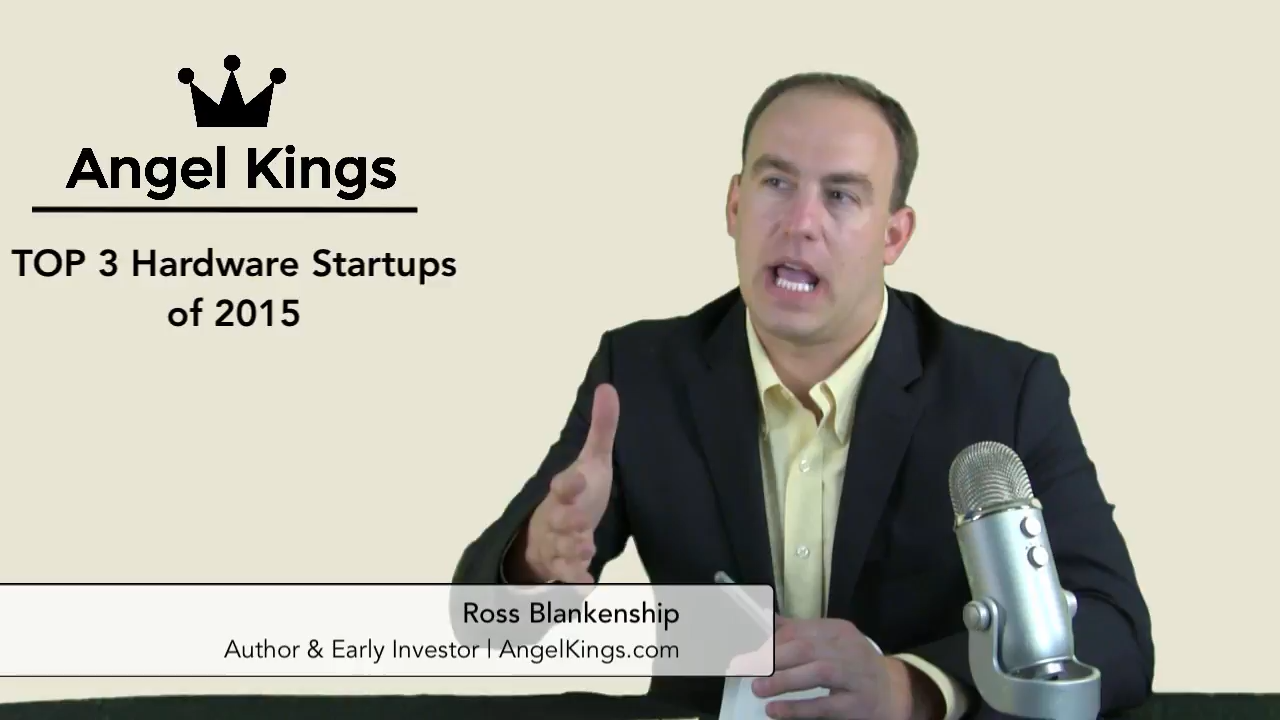 Angel Kings
TOP 3 Hardware Startups
of 2015
Ross Blankenship
Author & Early Investor | AngelKings.com